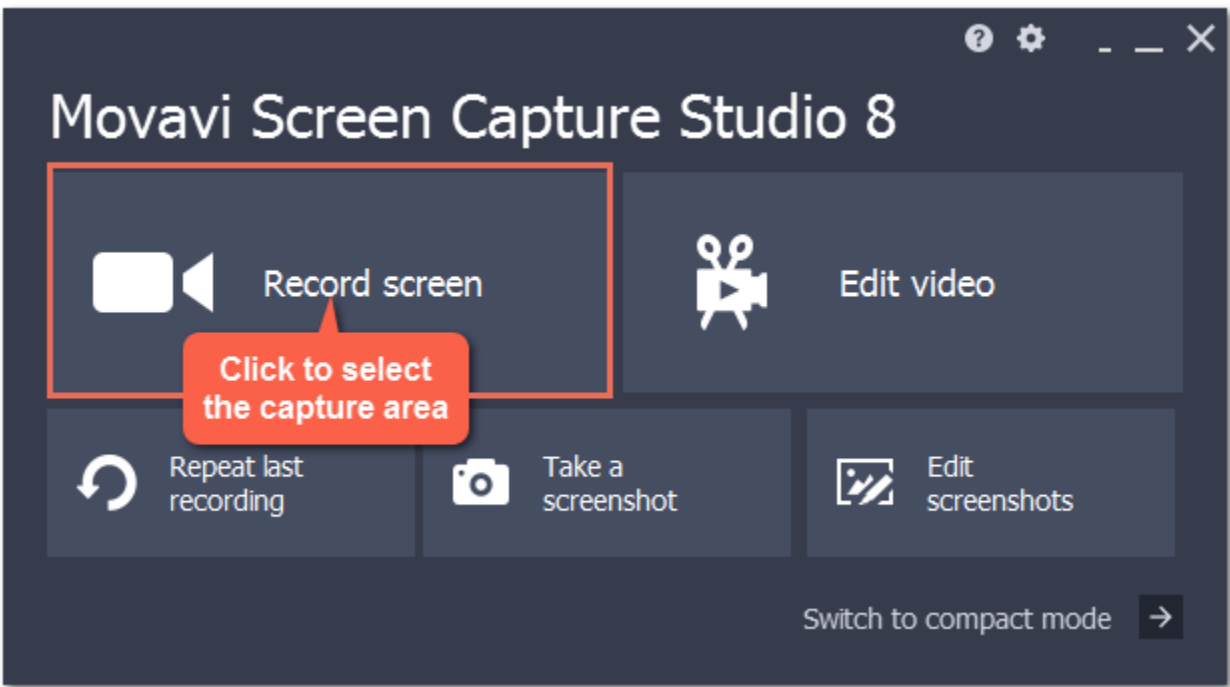 Movavi Screen Capture Studio 8
Record screen
Edit video
Click to select
the capture area
Repeat last
recording
Take a
screenshot
Edit
screenshots
Switch to compact mode